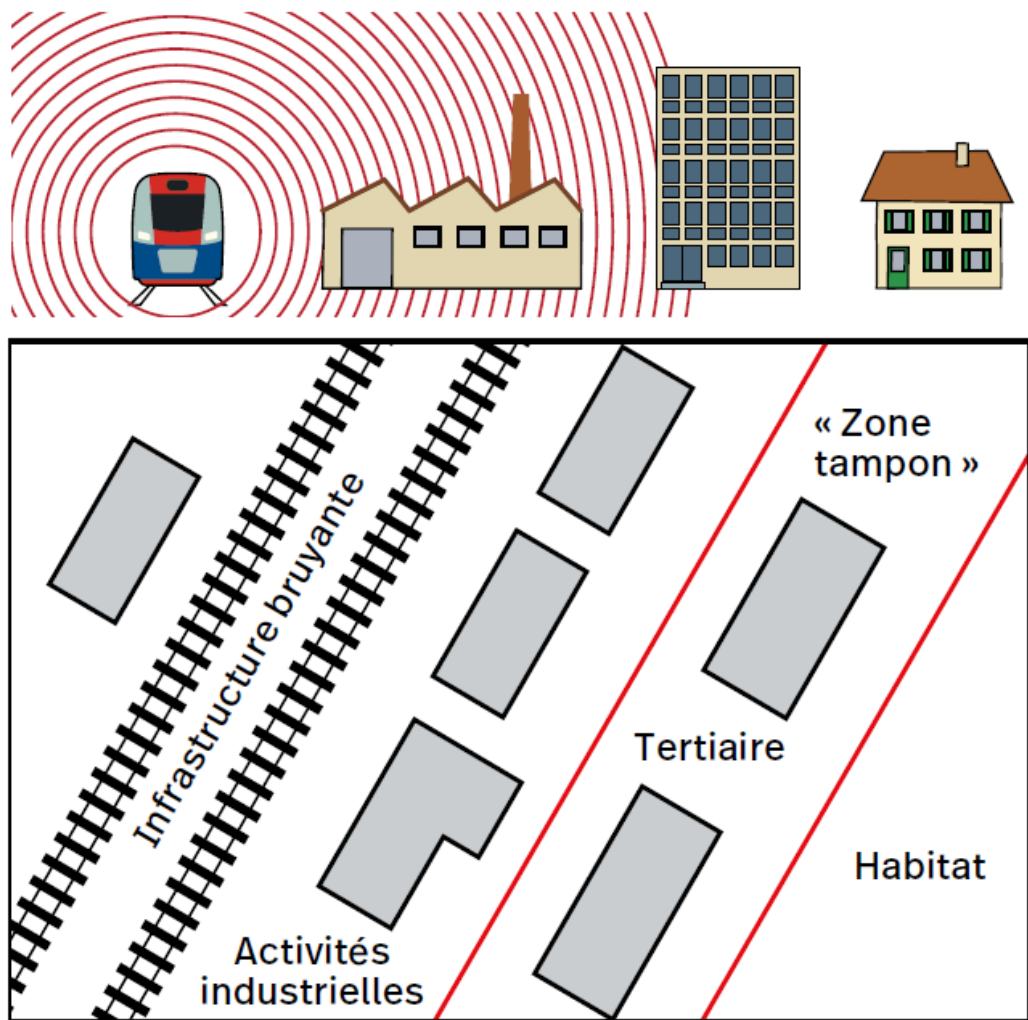 « Zone
tampon »
Infrastructure bruyante
Tertiaire
Habitat
Activités
industrielles